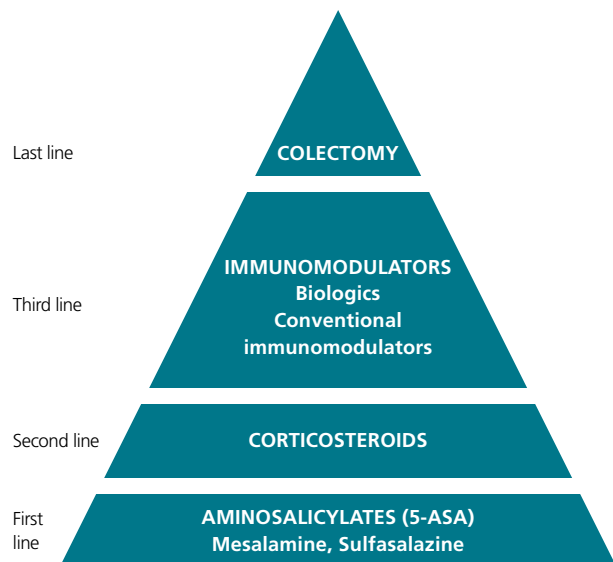 Last line
COLECTOMY
Third line
IMMUNOMODULATORS
Biologics
Conventional
immunomodulators
Second line
CORTICOSTEROIDS
First
line
AMINOSALICYLATES (5-ASA)
Mesalamine, Sulfasalazine